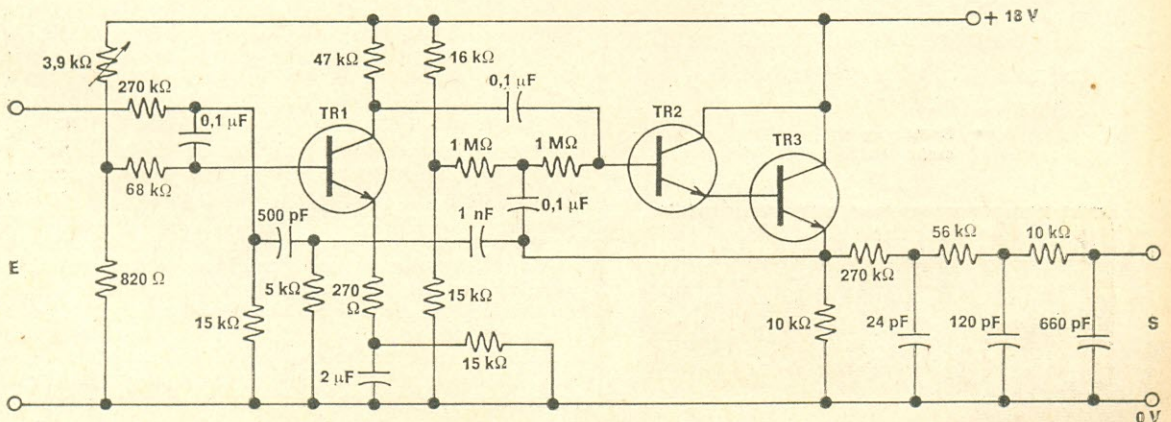 + 18 V
3,9 kΩ
270 kΩ
0,1 μF
68 kΩ
47 kΩ
16 kΩ
0,1 μF
TR1
TR2
TR3
1 MΩ
1 MΩ
0,1 μF
500 pF
1 nF
E
820 Ω
15 kΩ
5 kΩ
270
Ω
15 kΩ
2 μF
15 kΩ
270 kΩ
56 kΩ
10 kΩ
10 kΩ
24 pF
120 pF
660 pF
S
0 V